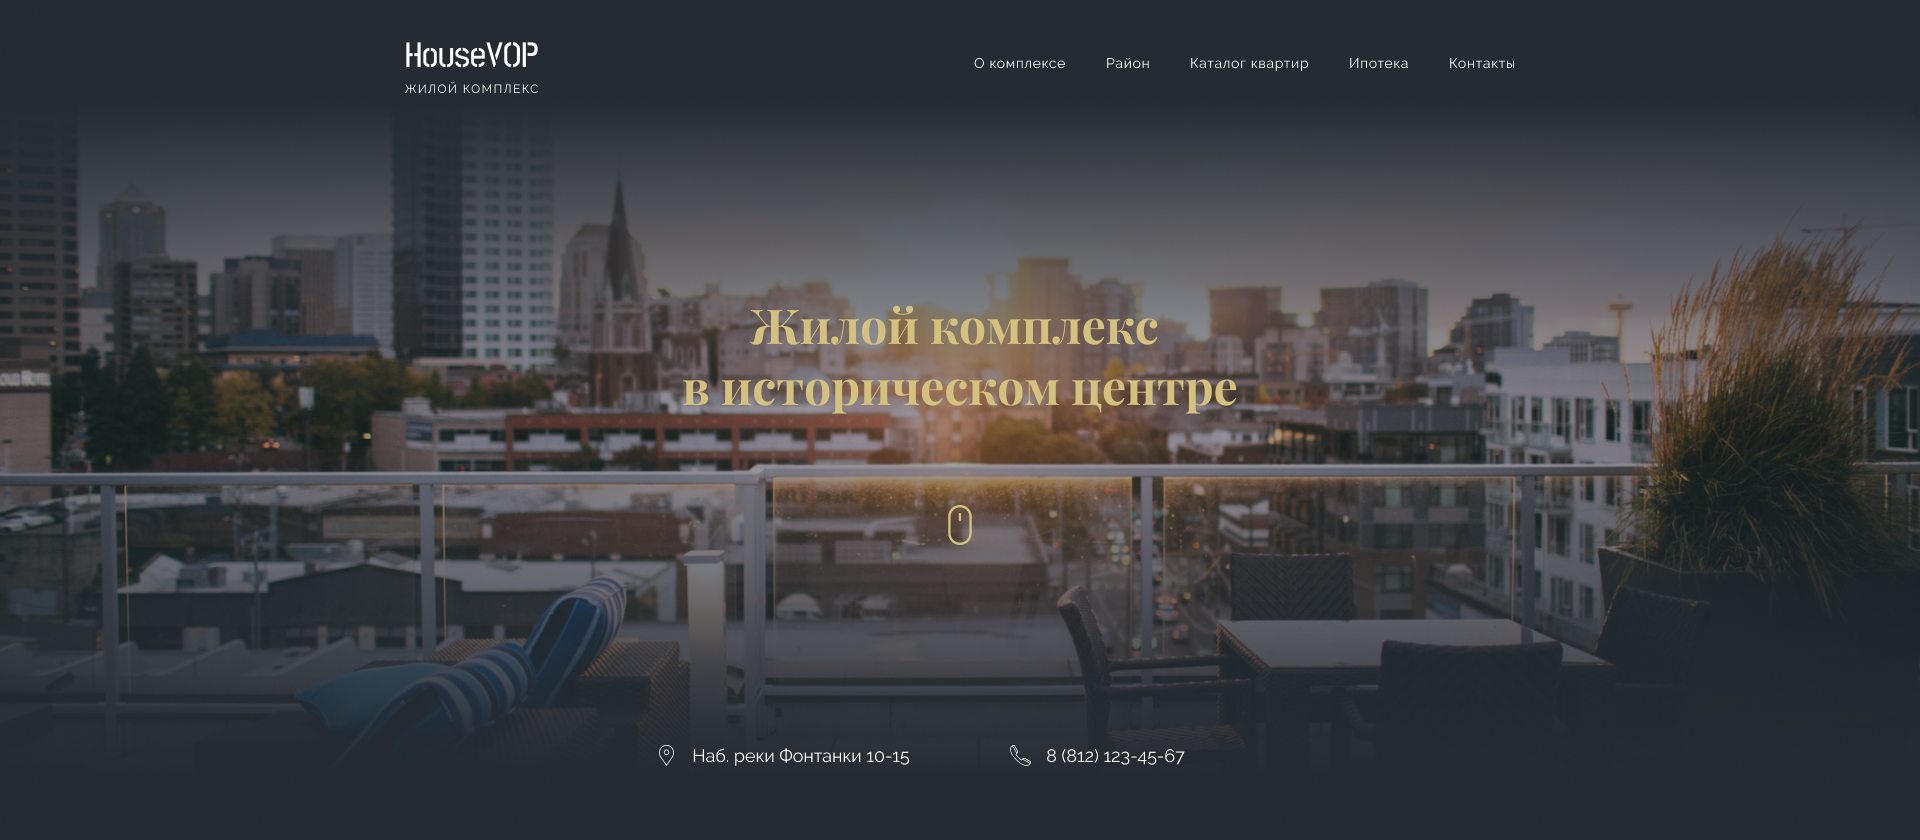 HouseVOP
ЖИЛОЙ КОМПЛЕКС
О комплексе
Район
Каталог квартир
Ипотека
Контакты
Жилой комплекс
в историческом центре
Наб. реки Фонтанки 10-15
8 (812) 123-45-67